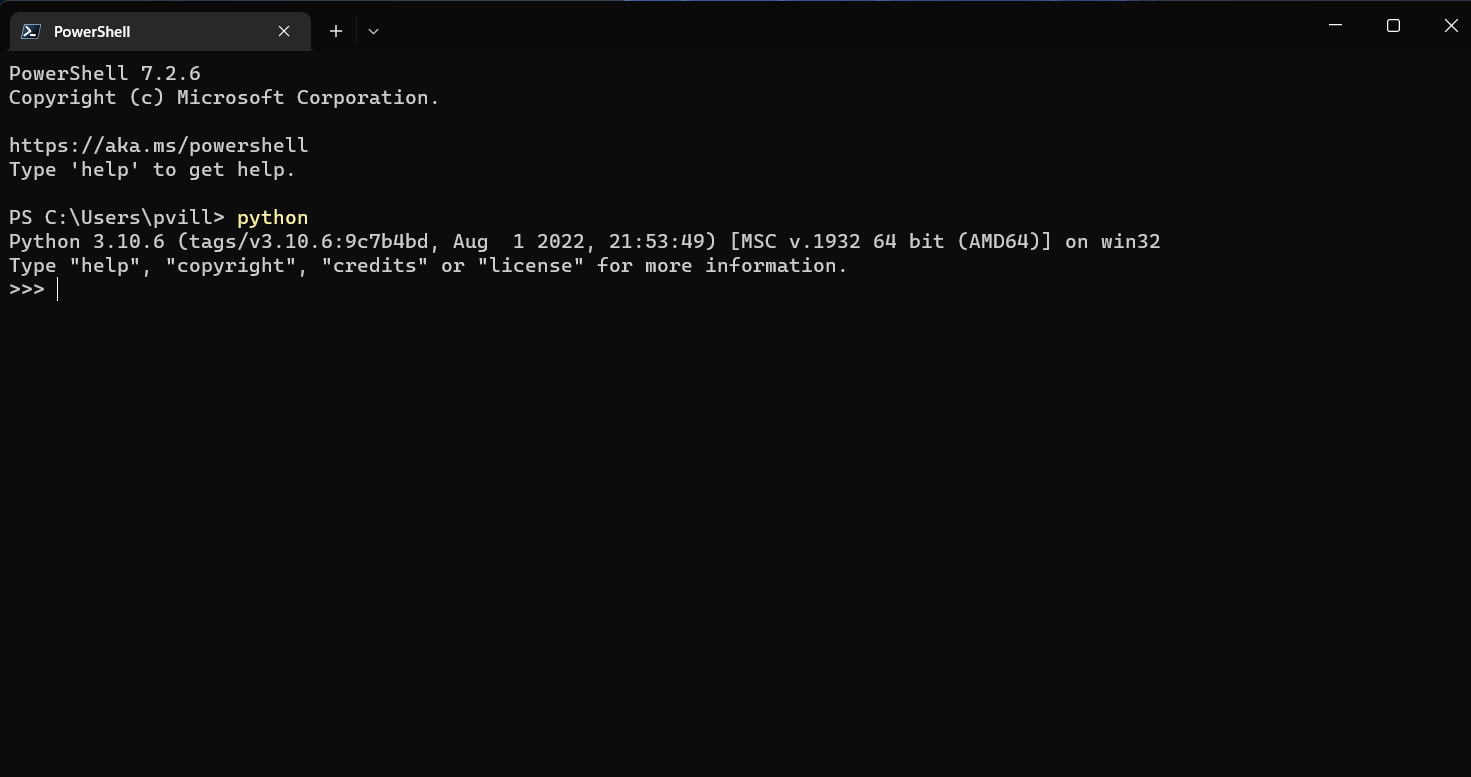 PowerShell
PowerShell 7.2.6
Copyright (c) Microsoft Corporation.
https://aka.ms/powershell
Type 'help' to get help.
PS C:\Users\pvill> python
Python 3.10.6 (tags/v3.10.6:9c7b4bd, Aug  1 2022, 21:53:49) [MSC v.1932 64 bit (AMD64)] on win32
Type "help", "copyright", "credits" or "license" for more information.
>>>